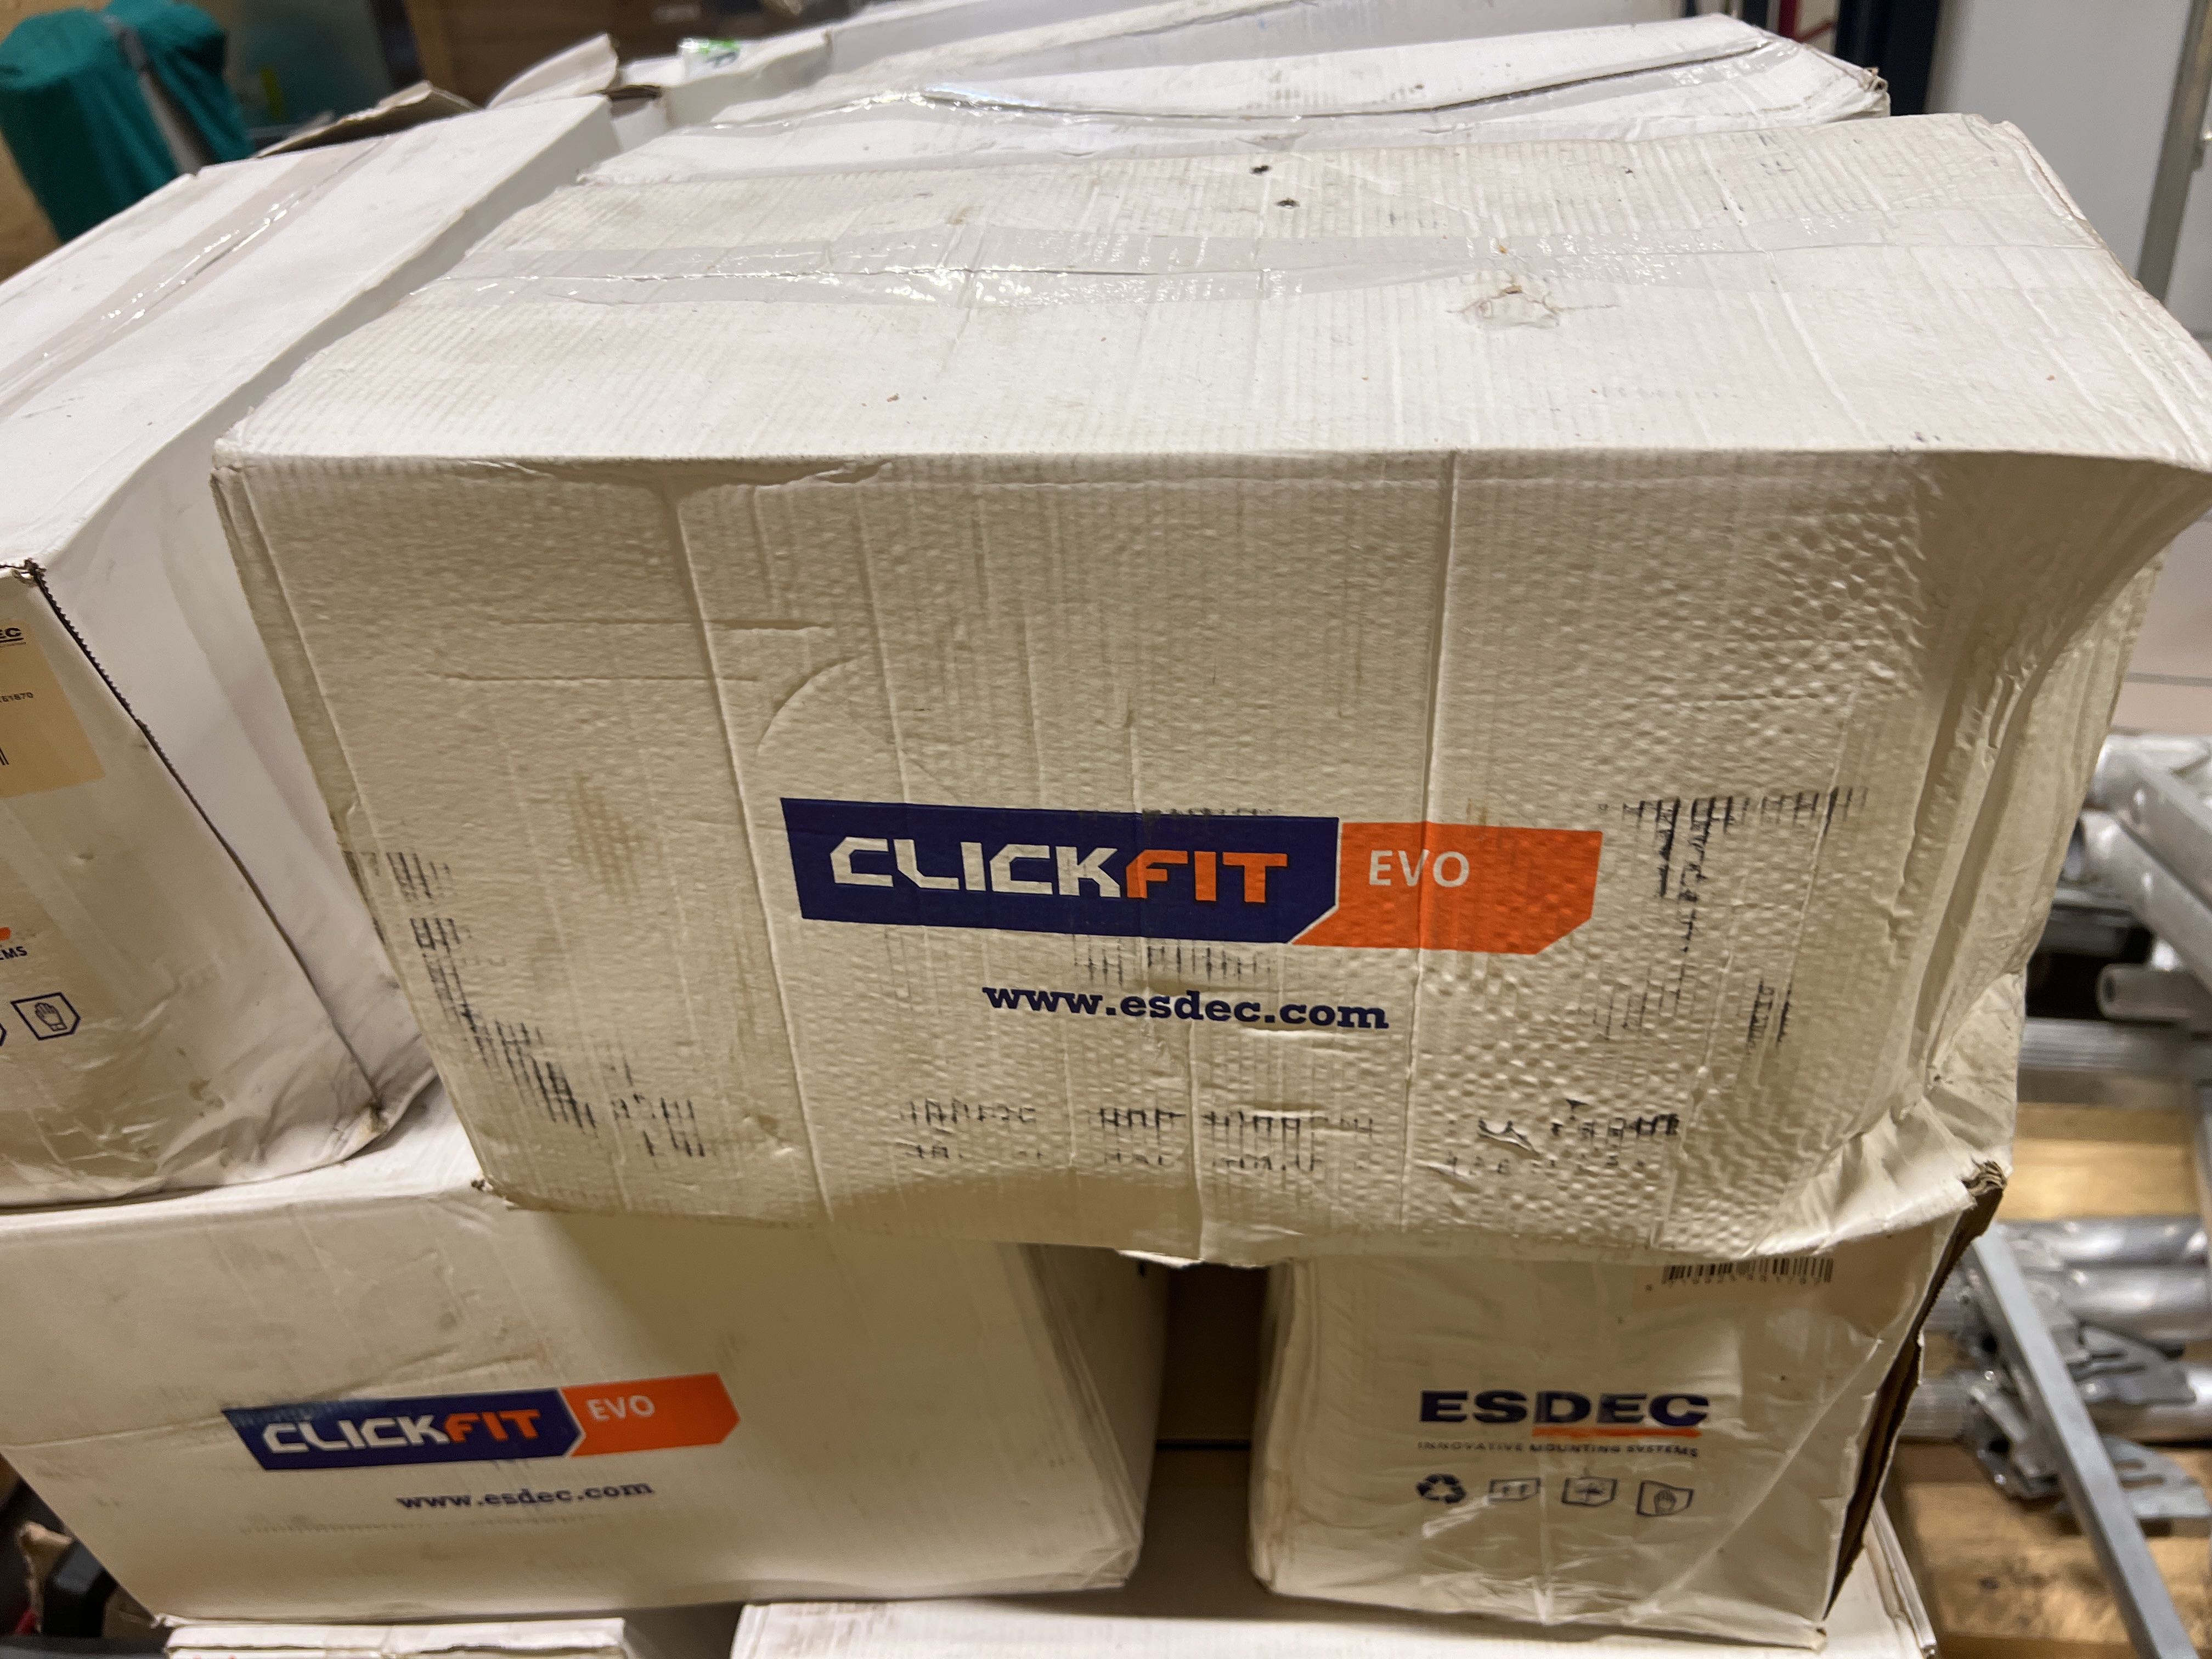 CLICKFIT EVO
www.esdec.com
CLICKFIT EVO
www.esdec.com
ESDEC
INNOVATIVE MOUNTING SYSTEMS